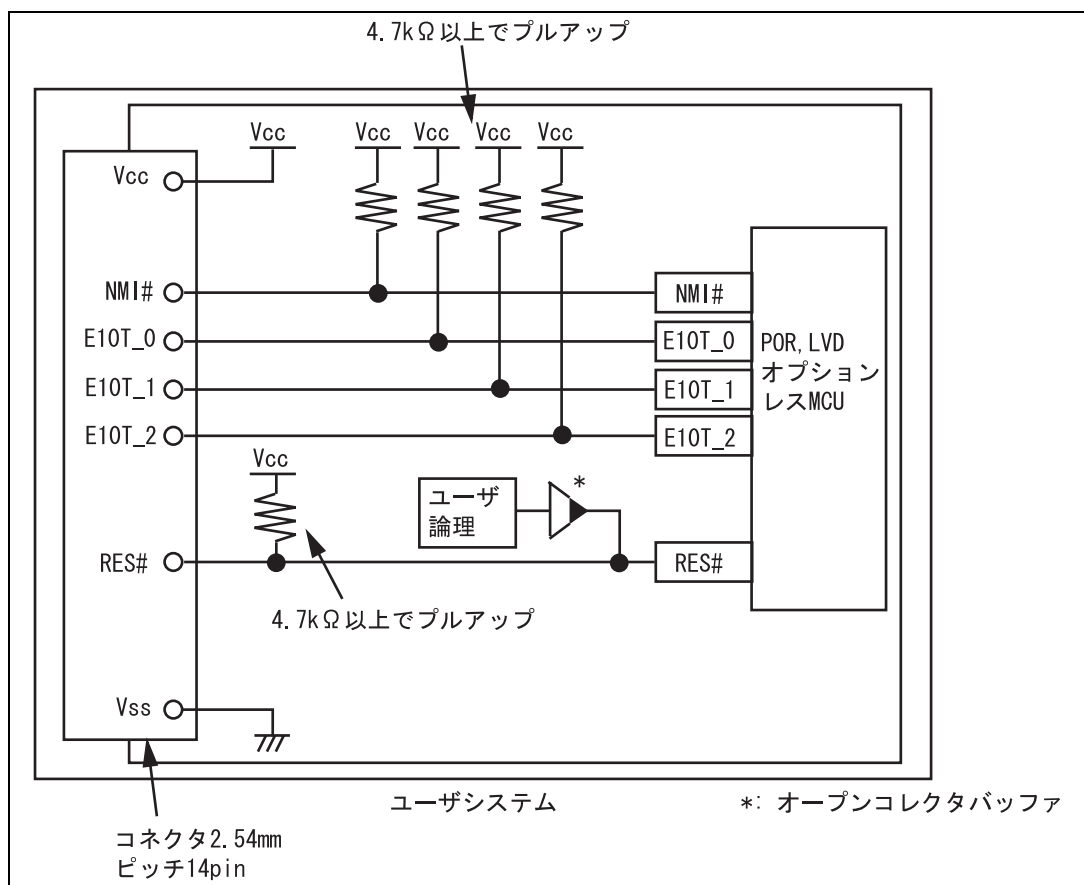 4.7kΩ以上でプルアップ
Vcc
Vcc
Vcc
Vcc
Vcc
Vcc
NMI#
NMI#
E10T_0
E10T_0
POR,LVD
オプション
レスMCU
E10T_1
E10T_1
E10T_2
E10T_2
Vcc
ユーザ
論理
*
RES#
RES#
4.7kΩ以上でプルアップ
Vss
ユーザシステム
*: オープンコレクタバッファ
コネクタ2.54mm
ピッチ14pin